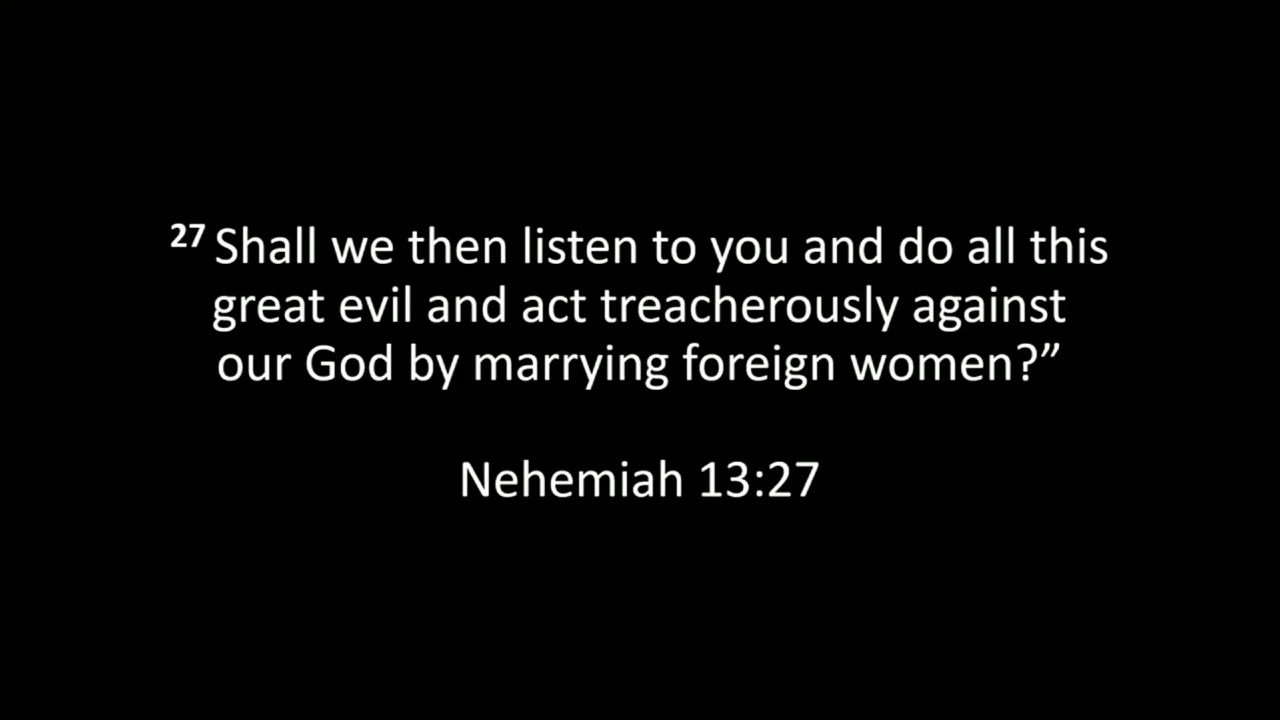 27 Shall we then listen to you and do all this
great evil and act treacherously against
our God by marrying foreign women?”
Nehemiah 13:27